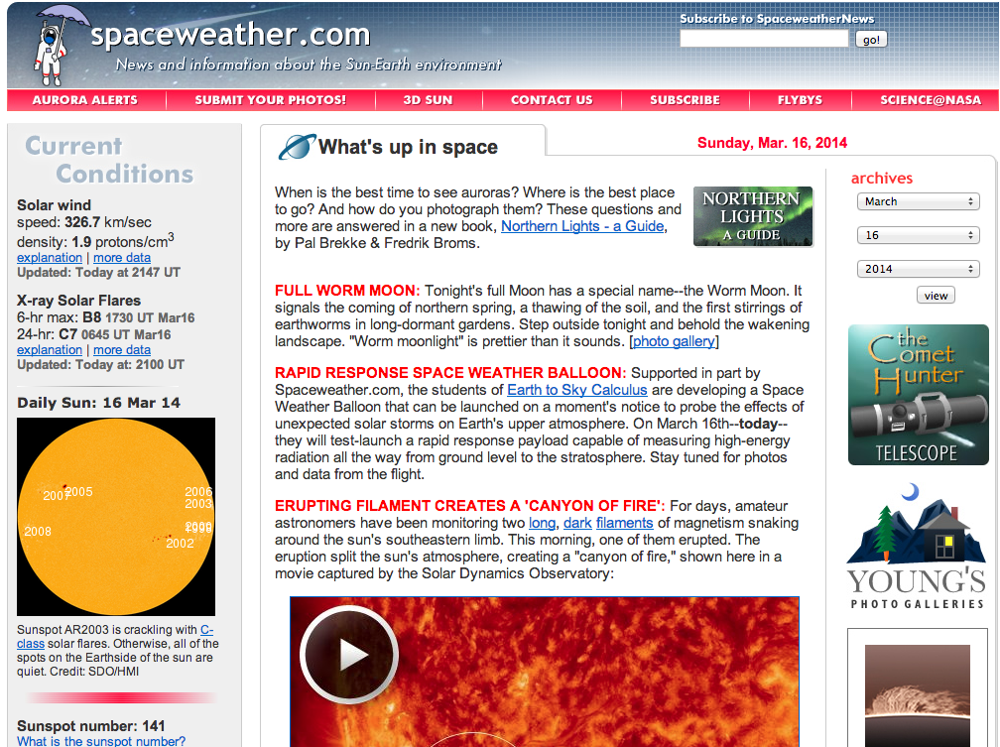 spaceweather.com
News and information about the Sun-Earth environment
Subscribe to SpaceweatherNews
go!
AURORA ALERTS
SUBMIT YOUR PHOTOS!
3D SUN
CONTACT US
SUBSCRIBE
FLYBYS
SCIENCE@NASA
Current
Conditions
Solar wind
speed: 326.7 km/sec
density: 1.9 protons/cm3
explanation | more data
Updated: Today at 2147 UT
X-ray Solar Flares
6-hr max: B8 1730 UT Mar16
24-hr: C7 0645 UT Mar16
explanation | more data
Updated: Today at: 2100 UT
Daily Sun: 16 Mar 14
2007
2005
2006
2003
2008
2002
Sunspot AR2003 is crackling with C-
class solar flares. Otherwise, all of the
spots on the Earthside of the sun are
quiet. Credit: SDO/HMI
Sunspot number: 141
What is the sunspot number?
What's up in space
Sunday, Mar. 16, 2014
When is the best time to see auroras? Where is the best place
to go? And how do you photograph them? These questions and
more are answered in a new book, Northern Lights - a Guide,
by Pal Brekke & Fredrik Broms.
NORTHERN
LIGHTS
A GUIDE
FULL WORM MOON: Tonight's full Moon has a special name--the Worm Moon. It
signals the coming of northern spring, a thawing of the soil, and the first stirrings of
earthworms in long-dormant gardens. Step outside tonight and behold the wakening
landscape. "Worm moonlight" is prettier than it sounds. [photo gallery]
RAPID RESPONSE SPACE WEATHER BALLOON: Supported in part by
Spaceweather.com, the students of Earth to Sky Calculus are developing a Space
Weather Balloon that can be launched on a moment's notice to probe the effects of
unexpected solar storms on Earth's upper atmosphere. On March 16th--today--
they will test-launch a rapid response payload capable of measuring high-energy
radiation all the way from ground level to the stratosphere. Stay tuned for photos
and data from the flight.
ERUPTING FILAMENT CREATES A 'CANYON OF FIRE': For days, amateur
astronomers have been monitoring two long, dark filaments of magnetism snaking
around the sun's southeastern limb. This morning, one of them erupted. The
eruption split the sun's atmosphere, creating a "canyon of fire," shown here in a
movie captured by the Solar Dynamics Observatory:
archives
March
16
2014
view
the
Comet
Hunter
TELESCOPE
YOUNG'S
PHOTO GALLERIES